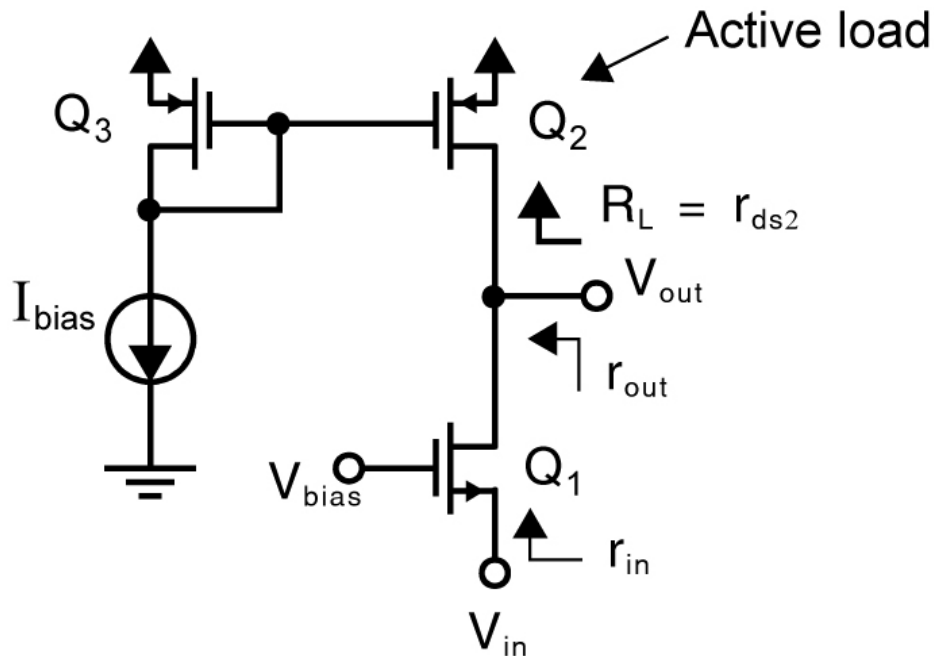 Active load
Q3
Q2
RL = rds2
Vout
Ibias
rout
Vbias
Q1
rin
Vin